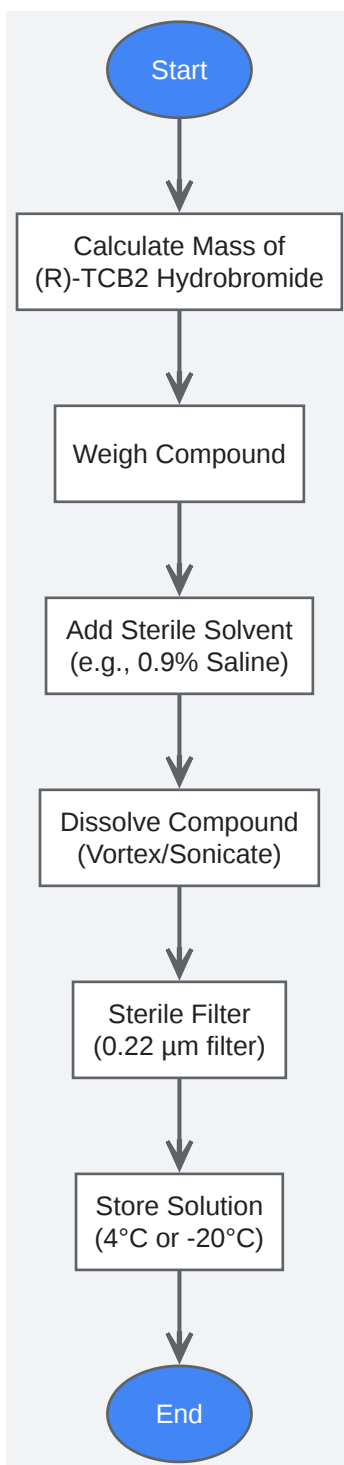 Start
Calculate Mass of
(R)-TCB2 Hydrobromide
Weigh Compound
Add Sterile Solvent
(e.g., 0.9% Saline)
Dissolve Compound
(Vortex/Sonicate)
Sterile Filter
(0.22 µm filter)
Store Solution
(4°C or -20°C)
End